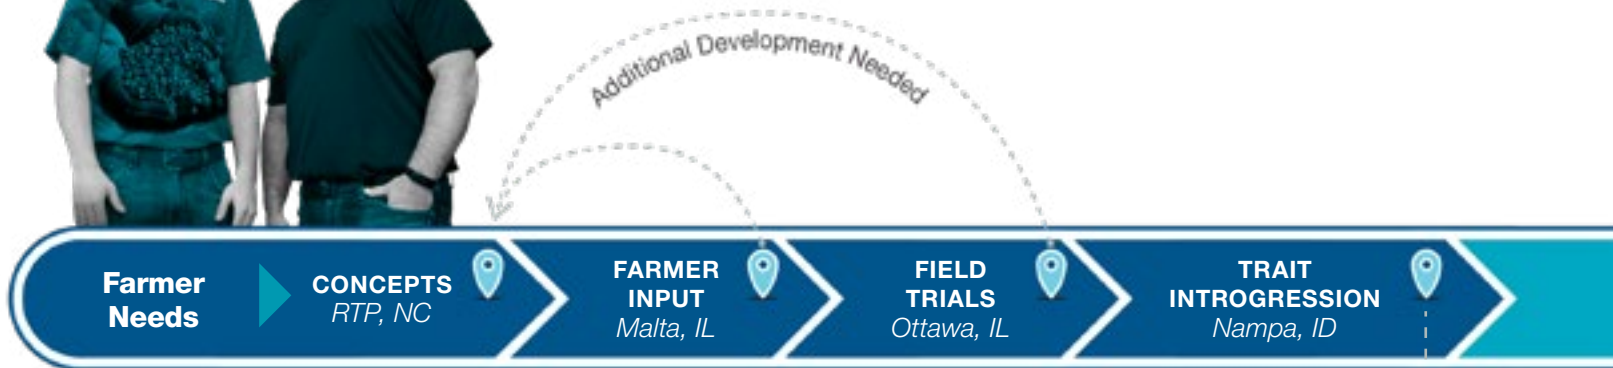 Additional Development Needed
Farmer
Needs
CONCEPTS
RTP, NC
FARMER
INPUT
Malta, IL
FIELD
TRIALS
Ottawa, IL
TRAIT
INTROGRESSION
Nampa, ID